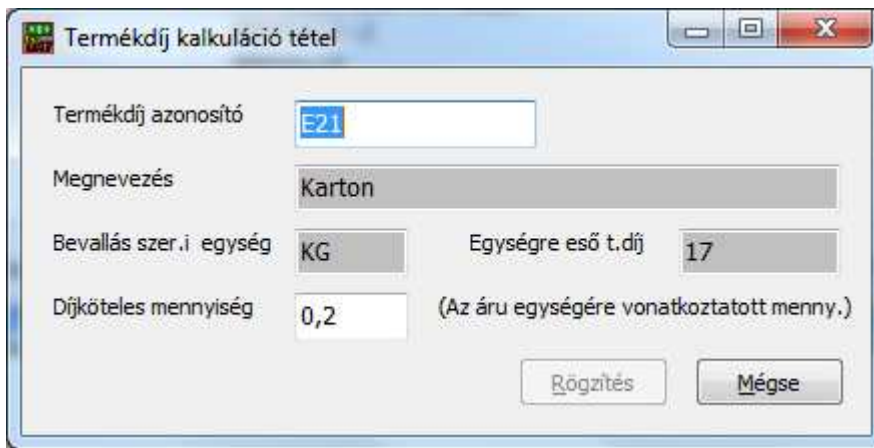 Termékdíj kalkuláció tétel
Termékdíj azonosító E21
Megnevezés Karton
Bevallás szer.i egység KG Egységre eső t.díj 17
Díjköteles mennyiség 0,2 (Az áru egységére vonatkoztatott menny.)
Rögzítés Mégse